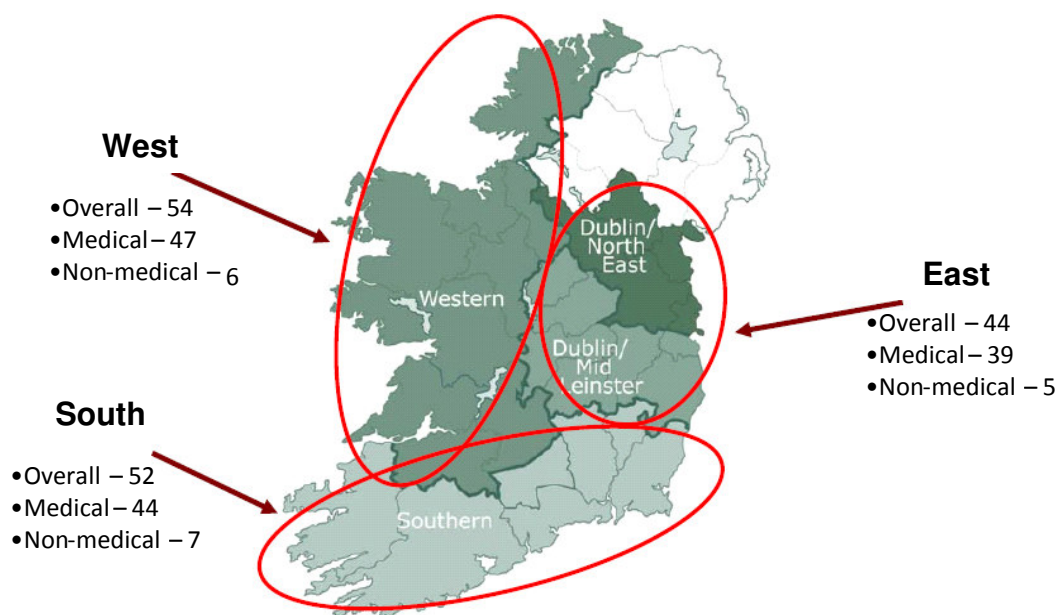 West
•Overall – 54
•Medical – 47
•Non-medical – 6
Dublin/
North
East
Western
East
•Overall – 44
•Medical – 39
•Non-medical – 5
Dublin/
Mid
Leinster
South
•Overall – 52
•Medical – 44
•Non-medical – 7
Southern